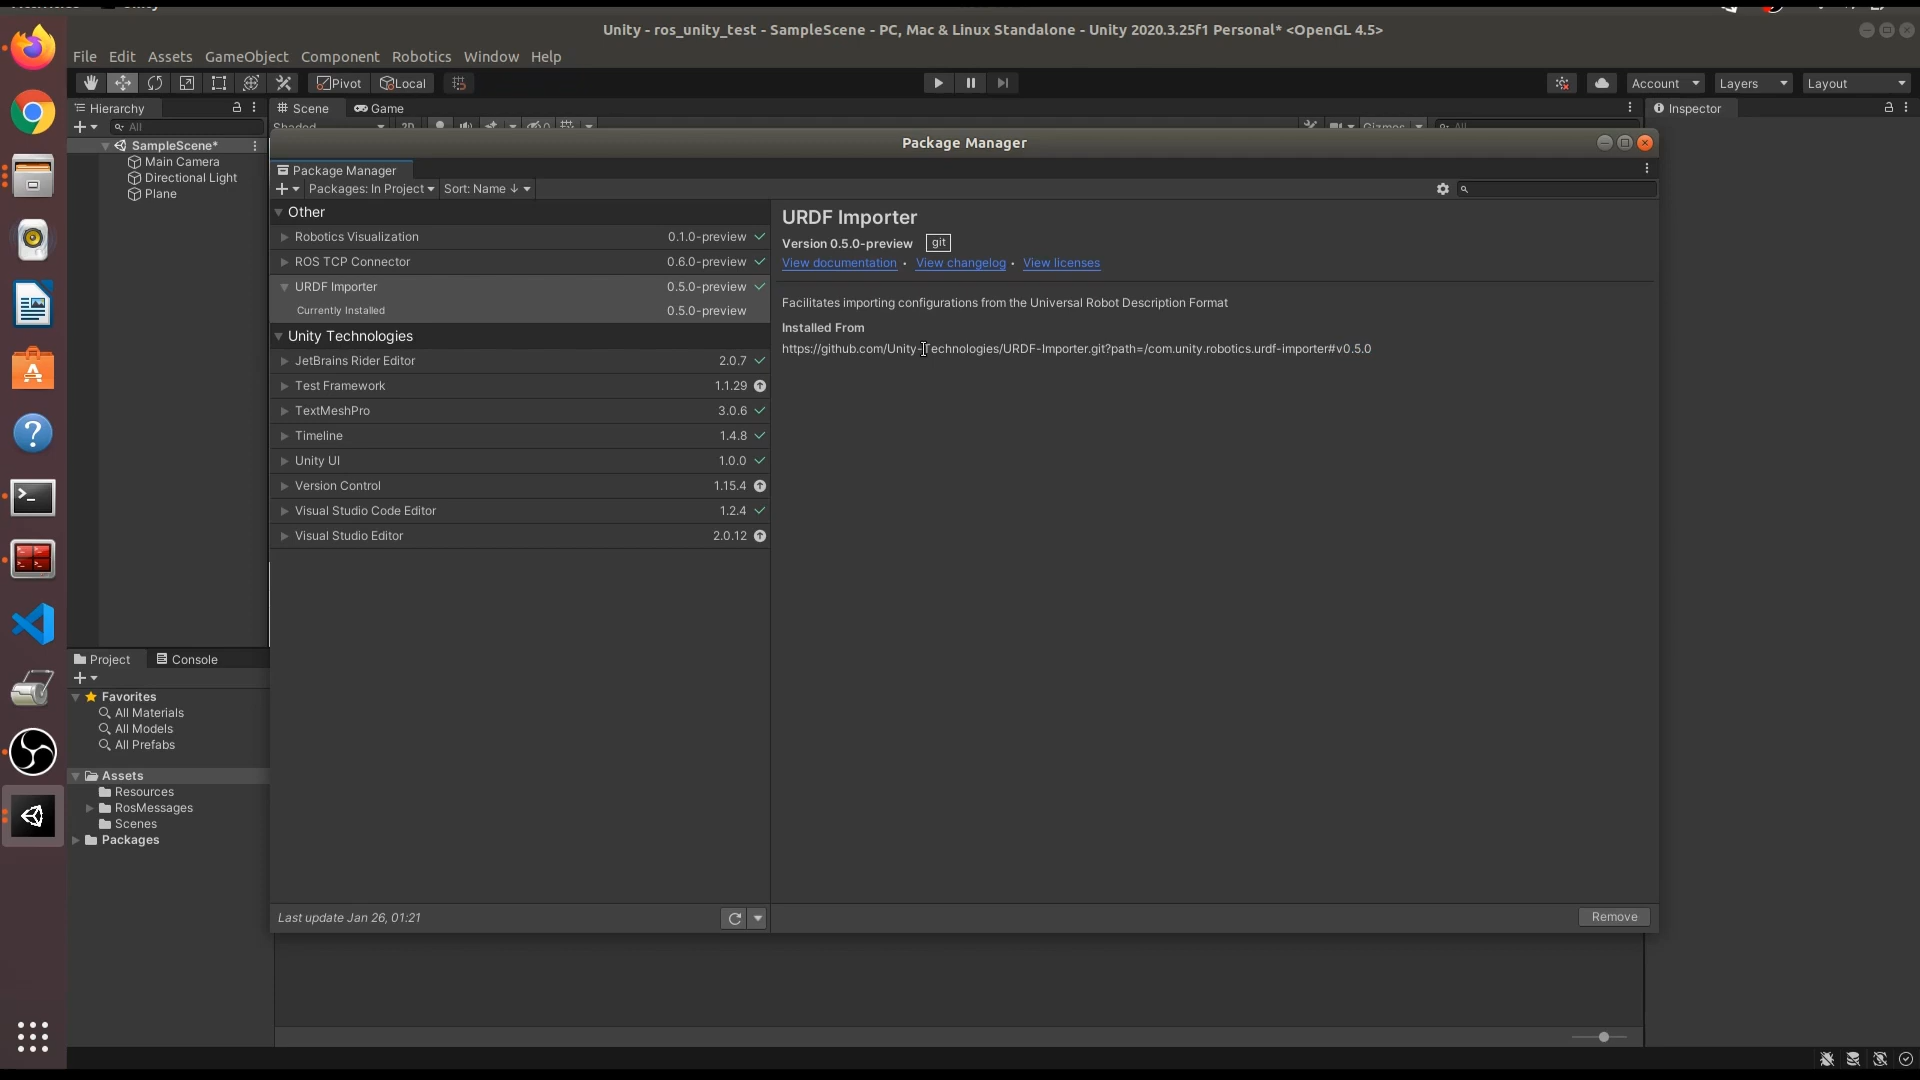 Unity - ros_unity_test - SampleScene - PC, Mac & Linux Standalone - Unity 2020.3.25f1 Personal* <OpenGL 4.5>
File Edit Assets GameObject Component Robotics Window Help
Pivot Local Account Layers Layout
Hierarchy Scene Game Inspector
All Shaded 2D Gizmos All
SampleScene*
Main Camera
Directional Light
Plane
Package Manager
Package Manager
Packages: In Project Sort: Name ↓
Other
Robotics Visualization 0.1.0-preview
ROS TCP Connector 0.6.0-preview
URDF Importer 0.5.0-preview
Currently Installed 0.5.0-preview
Unity Technologies
JetBrains Rider Editor 2.0.7
Test Framework 1.1.29
TextMeshPro 3.0.6
Timeline 1.4.8
Unity UI 1.0.0
Version Control 1.15.4
Visual Studio Code Editor 1.2.4
Visual Studio Editor 2.0.12
Last update Jan 26, 01:21
URDF Importer
Version 0.5.0-preview git
View documentation • View changelog • View licenses
Facilitates importing configurations from the Universal Robot Description Format
Installed From
https://github.com/Unity-Technologies/URDF-Importer.git?path=/com.unity.robotics.urdf-importer#v0.5.0
Remove
Project Console
Favorites
All Materials
All Models
All Prefabs
Assets
Resources
RosMessages
Scenes
Packages